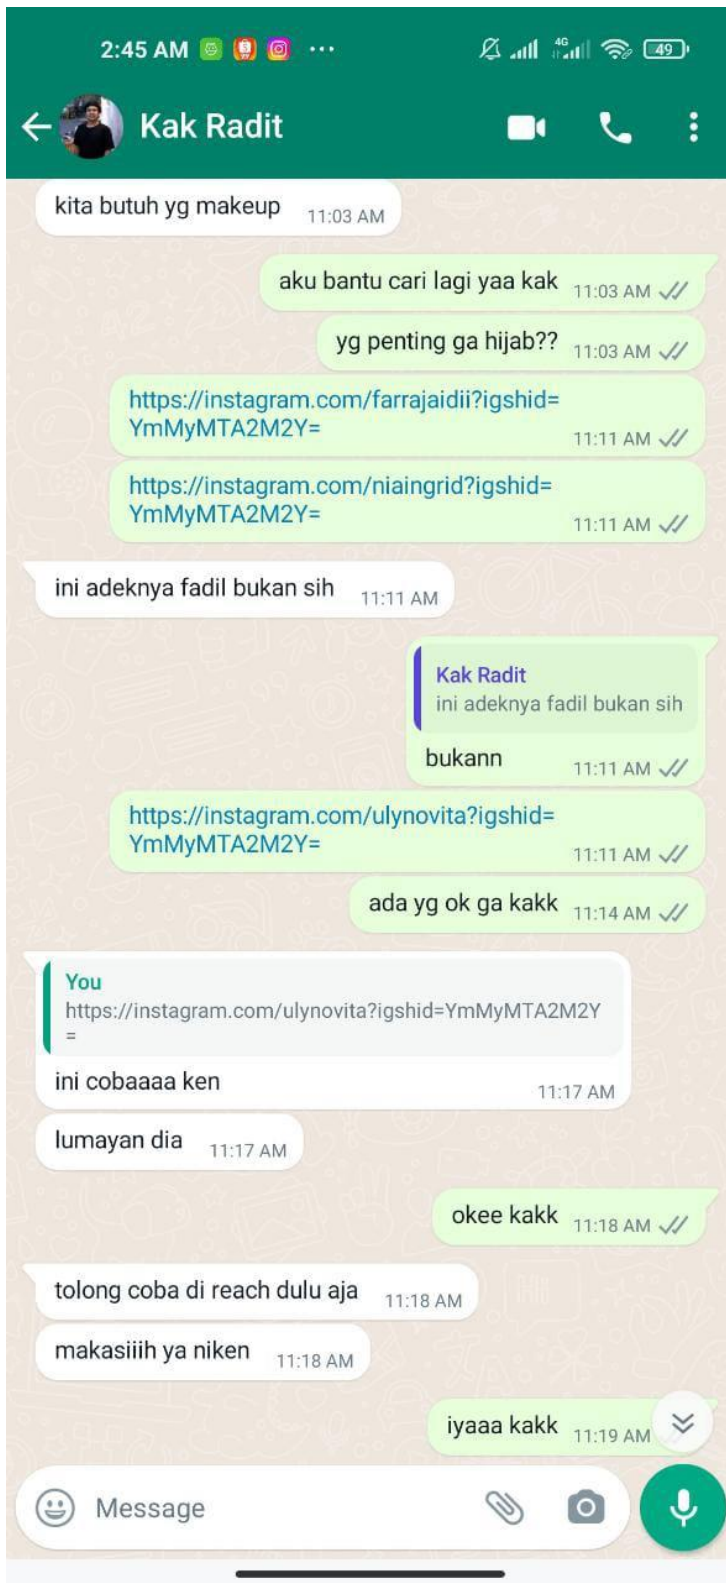 2:45 AM
4G
49
Kak Radit
kita butuh yg makeup 11:03 AM
aku bantu cari lagi yaa kak 11:03 AM
yg penting ga hijab?? 11:03 AM
https://instagram.com/farrajaidii?igshid=
YmMyMTA2M2Y= 11:11 AM
https://instagram.com/niaingrid?igshid=
YmMyMTA2M2Y= 11:11 AM
ini adeknya fadil bukan sih 11:11 AM
Kak Radit
ini adeknya fadil bukan sih
bukann 11:11 AM
https://instagram.com/ulynovita?igshid=
YmMyMTA2M2Y= 11:11 AM
ada yg ok ga kakk 11:14 AM
You
https://instagram.com/ulynovita?igshid=YmMyMTA2M2Y
=
ini cobaaaa ken 11:17 AM
lumayan dia 11:17 AM
okee kakk 11:18 AM
tolong coba di reach dulu aja 11:18 AM
makasiiih ya niken 11:18 AM
iyaaa kakk 11:19 AM
Message